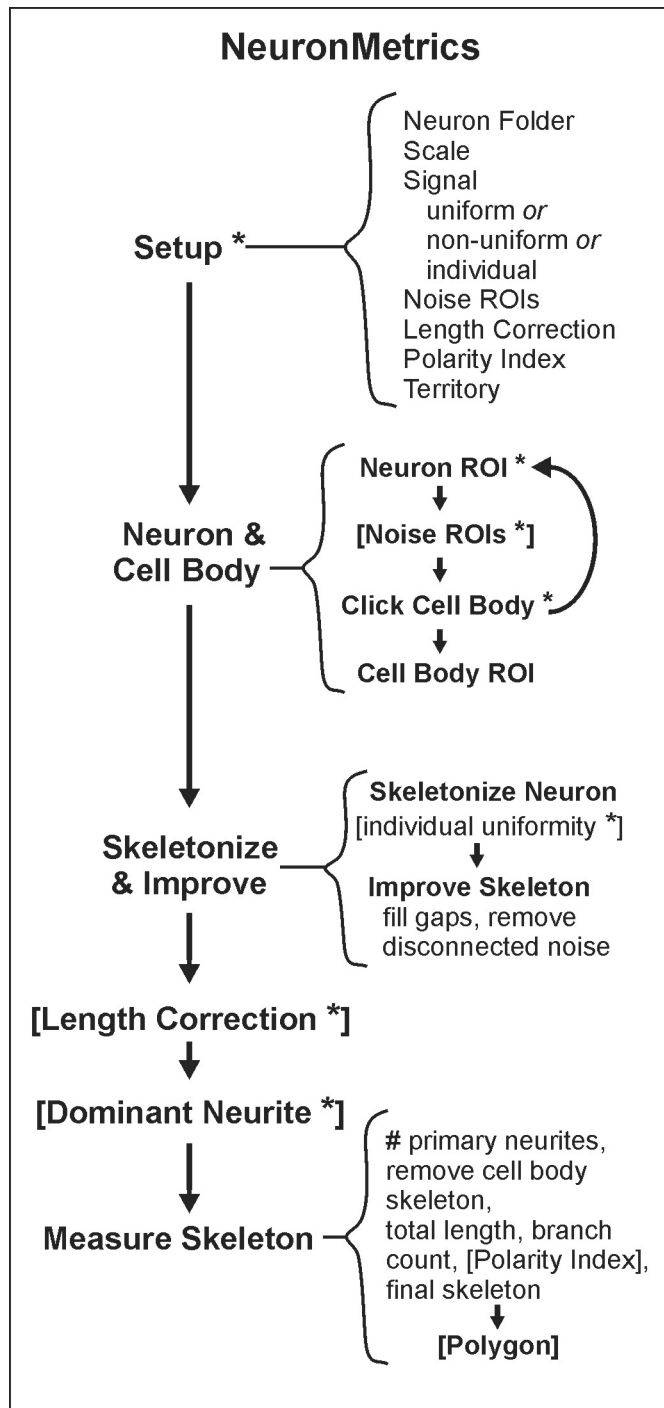 NeuronMetrics
Setup *
Neuron Folder
Scale
Signal
uniform or
non-uniform or
individual
Noise ROIs
Length Correction
Polarity Index
Territory
Neuron &
Cell Body
Neuron ROI *
[Noise ROIs *]
Click Cell Body *
Cell Body ROI
Skeletonize
& Improve
Skeletonize Neuron
[individual uniformity *]
Improve Skeleton
fill gaps, remove
disconnected noise
[Length Correction *]
[Dominant Neurite *]
Measure Skeleton
# primary neurites,
remove cell body
skeleton,
total length, branch
count, [Polarity Index],
final skeleton
[Polygon]